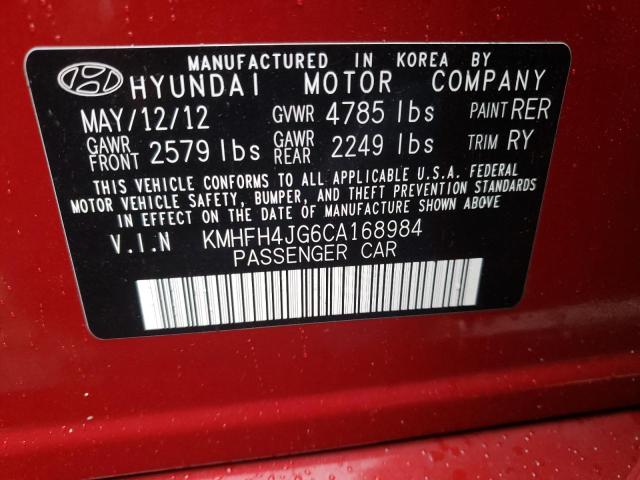 MANUFACTURED IN KOREA BY
HYUNDAI MOTOR COMPANY
MAY/12/12 GVWR 4785 lbs PAINT RER
GAWR FRONT 2579 lbs GAWR REAR 2249 lbs TRIM RY
THIS VEHICLE CONFORMS TO ALL APPLICABLE U.S.A. FEDERAL
MOTOR VEHICLE SAFETY, BUMPER, AND THEFT PREVENTION STANDARDS
IN EFFECT ON THE DATE OF MANUFACTURE SHOWN ABOVE.
V.I.N KMHFH4JG6CA168984
PASSENGER CAR